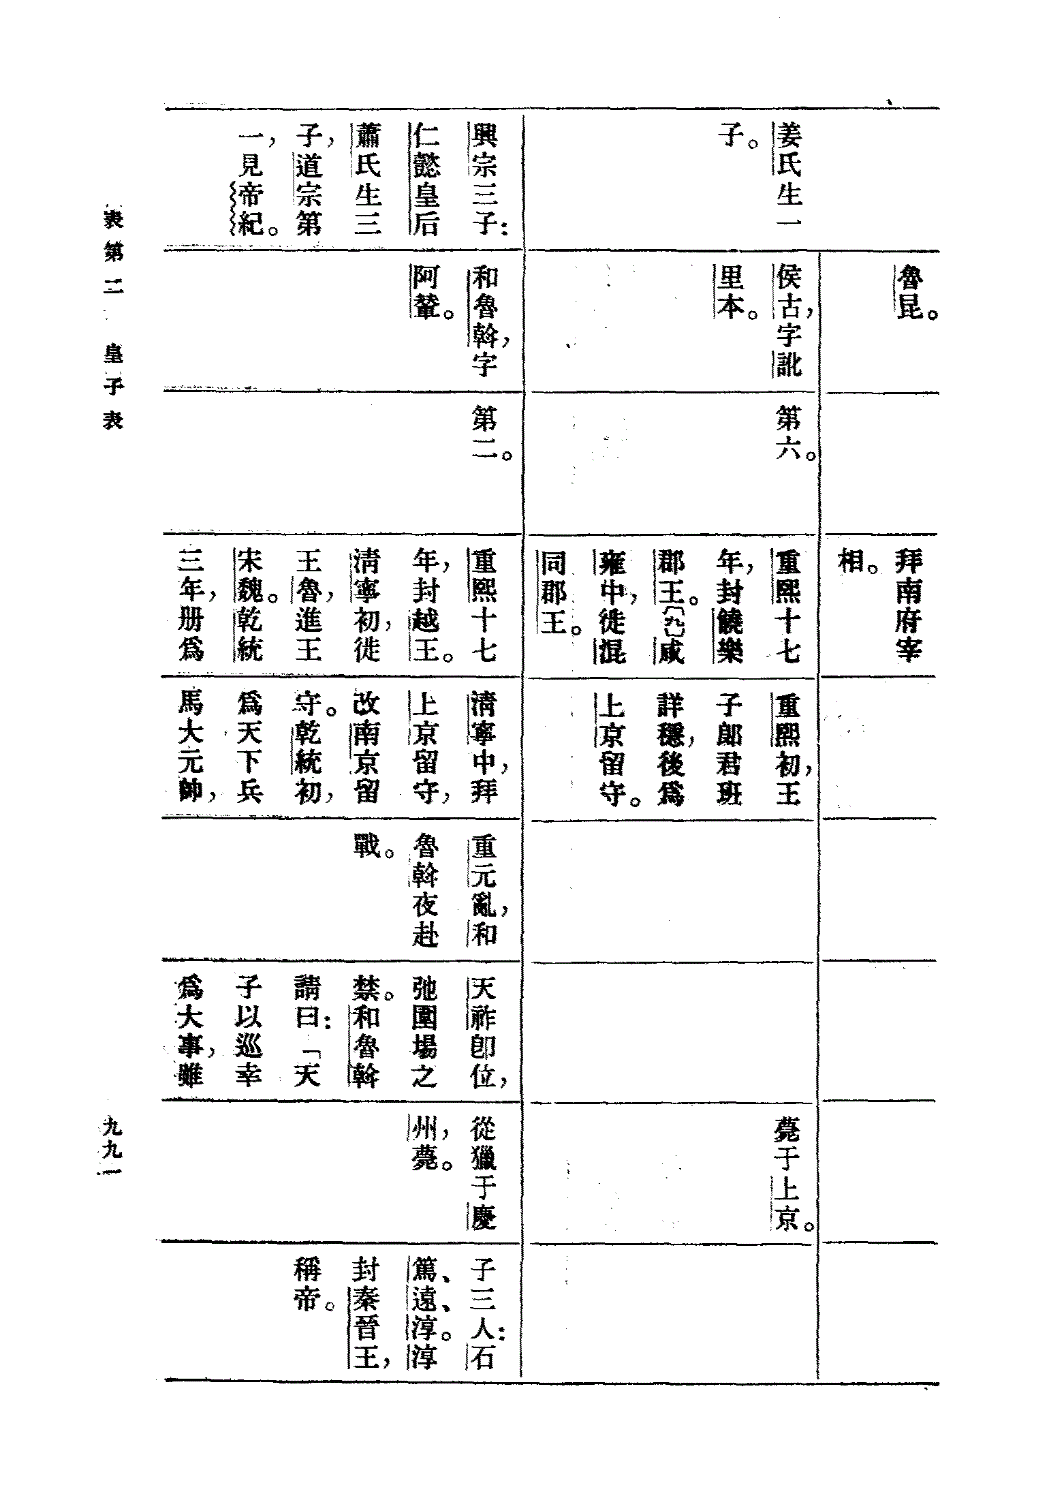 魯昆。
拜南府宰
相。
姜氏生一
子。
侯古,字訛
里本。
第六。
重熙十七
年,封饒樂
郡王。〔九〕咸
雍中,徙混
同郡王。
重熙初,王
子郎君班
詳穩,後爲
上京留守。
薨于上京。
興宗三子:
仁懿皇后
蕭氏生三
子,道宗第
一,見帝紀。
和魯斡,字
阿輦。
第二。
重熙十七
年,封越王。
清寧初,徙
王魯,進王
宋魏。乾統
三年,册爲
清寧中,拜
上京留守,
改南京留
守。乾統初,
爲天下兵
馬大元帥,
重元亂,和
魯斡夜赴
戰。
天祚卽位,
弛圍場之
禁。和魯斡
請曰:「天
子以巡幸
爲大事,雖
從獵于慶
州,薨。
子三人:石
篤、遠、淳。淳
封秦晉王,
稱帝。
表第二 皇子表
九九一